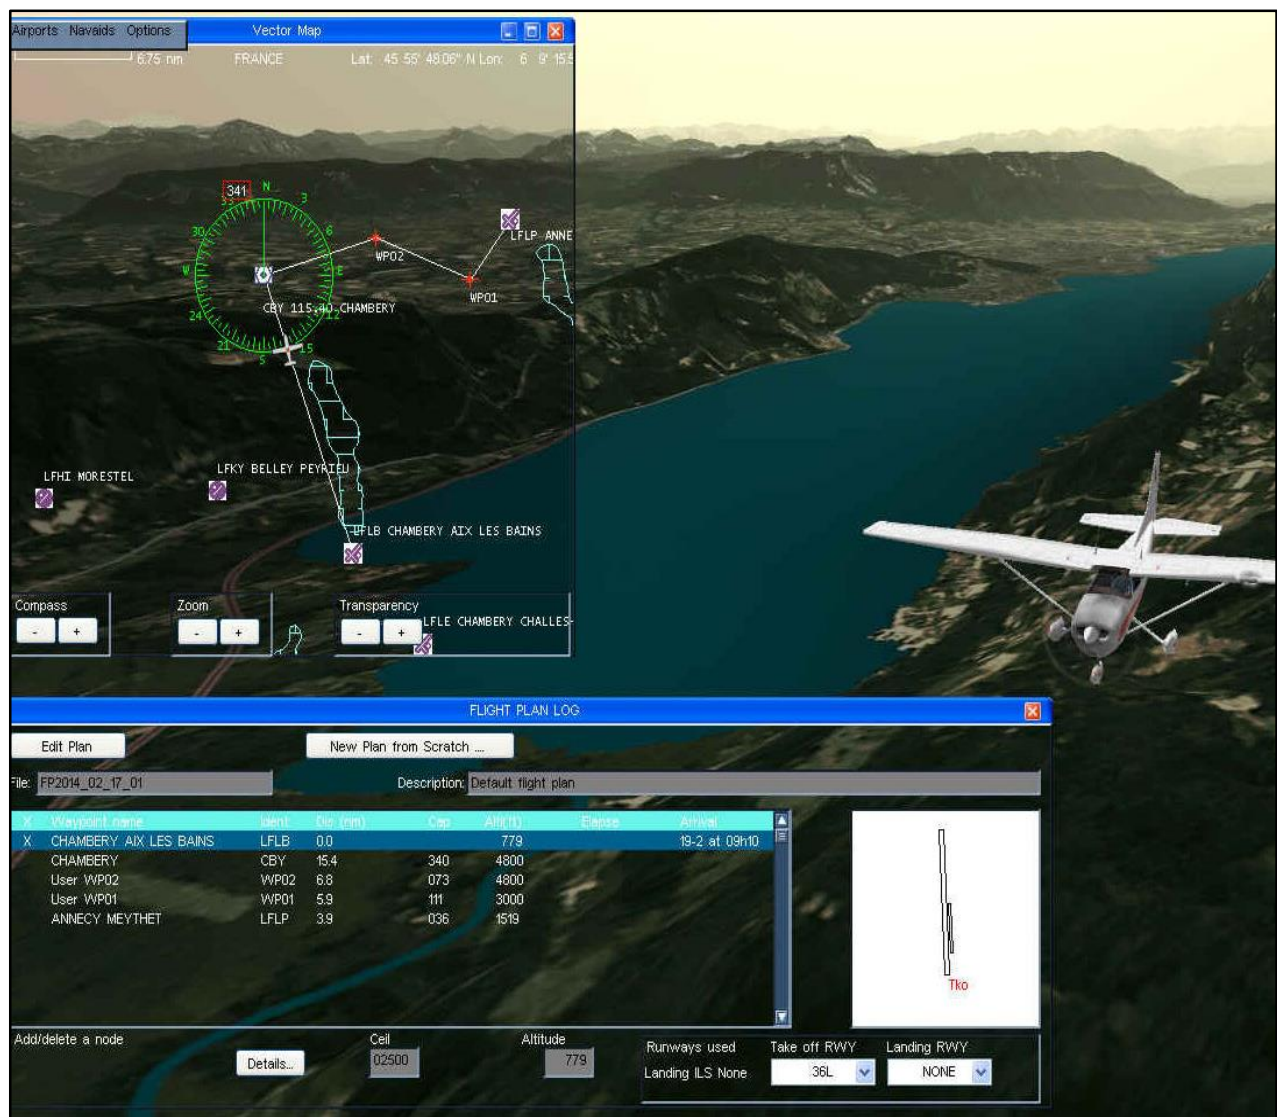 Airports Navaids Options Vector Map
6.75 nm FRANCE Lat: 45 55' 48.06" N Lon: 6 9' 15.5
341
N
33 3
30 6
LFLP ANNE
WP02
W E
WP01
CBY 115.40 CHAMBERY
24 12
21 15
S
LFKY BELLEY PEYRIEU
LFHI MORESTEL
LFLB CHAMBERY AIX LES BAINS
Compass Zoom Transparency
- + - + - +
LFLE CHAMBERY CHALLES-
FLIGHT PLAN LOG
Edit Plan New Plan from Scratch ...
File: FP2014_02_17_01 Description: Default flight plan
X Waypoint name Ident Dis (nm) Cap Alti(ft) Elapse Arrival
X CHAMBERY AIX LES BAINS LFLB 0.0 779 19-2 at 09h10
CHAMBERY CBY 15.4 340 4800
User WP02 WP02 6.8 073 4800
User WP01 WP01 5.9 111 3000
ANNECY MEYTHET LFLP 3.9 036 1519
Tko
Add/delete a node Ceil Altitude
Details... 02500 779
Runways used Take off RWY Landing RWY
Landing ILS None 36L NONE